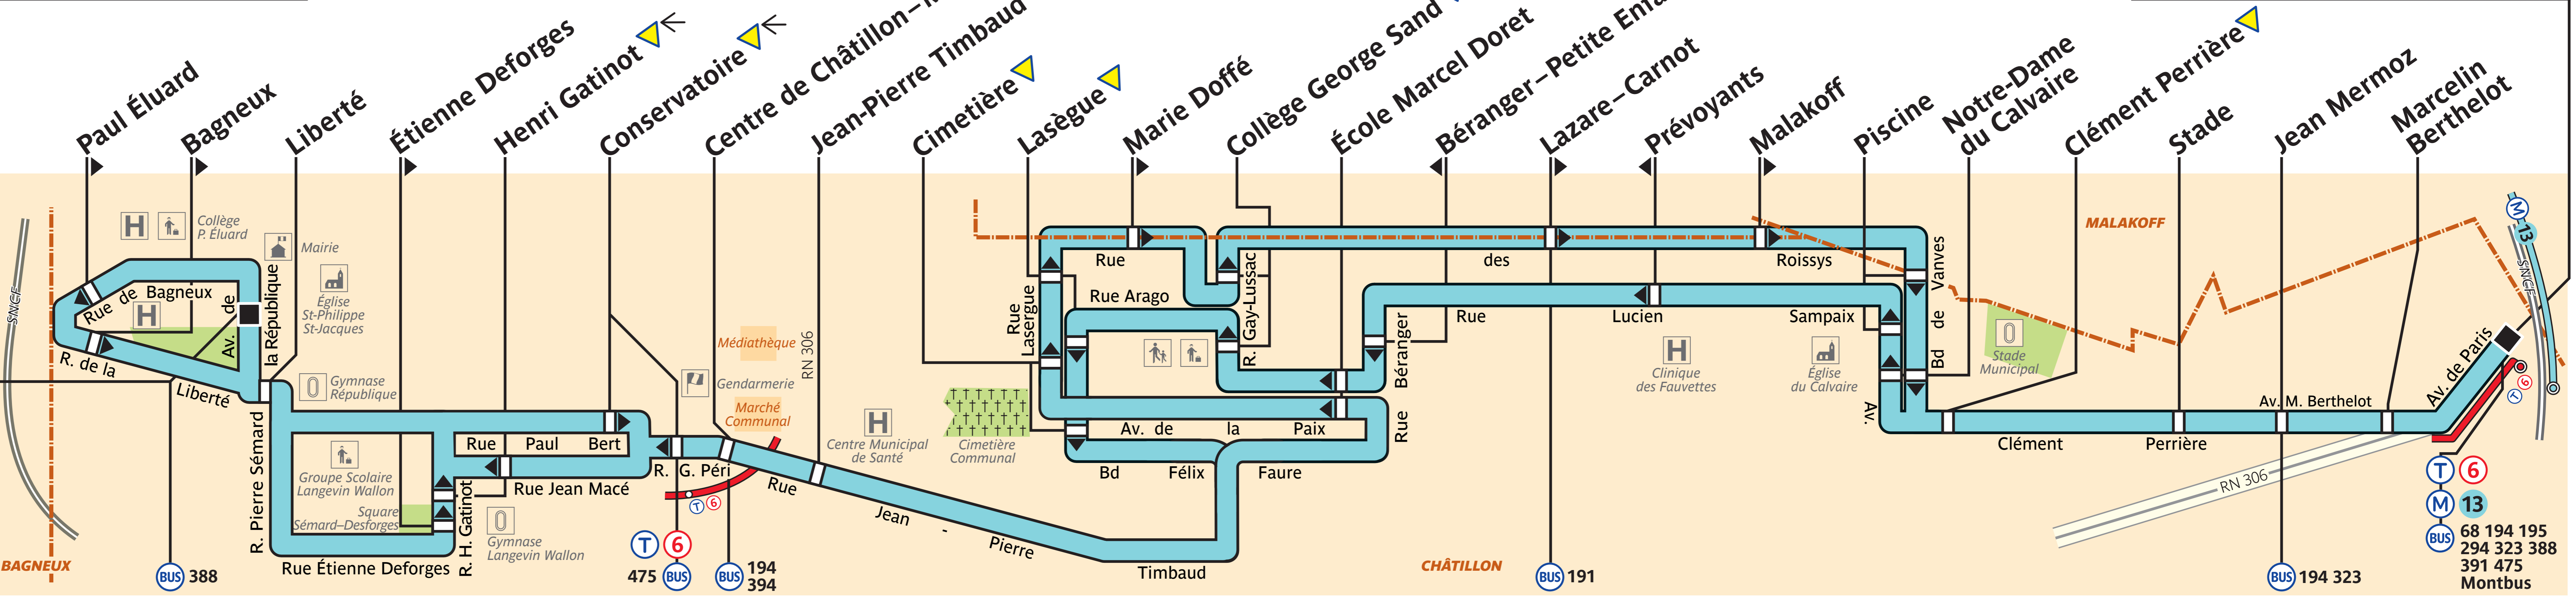 Paul Éluard
Bagneux
Liberté
Étienne Deforges
Henri Gatinot
Conservatoire
Centre de Châtillon–
Jean-Pierre Timbaud
Cimetière
Lasègue
Marie Doffé
Collège George Sand
École Marcel Doret
Béranger–Petite
Lazare–Carnot
Prévoyants
Malakoff
Piscine
Notre-Dame
du Calvaire
Clément Perrière
Stade
Jean Mermoz
Marcelin
Berthelot
SNCF
BAGNEUX
H
Collège
P. Éluard
Mairie
Église
St-Philippe
St-Jacques
Rue de Bagneux
H
Av. de
la République
R. de la
Liberté
BUS 388
Gymnase
République
R. Pierre Sémard
Groupe Scolaire
Langevin Wallon
Square
Sémard–Desforges
Rue Étienne Deforges
R. H. Gatinot
Rue Paul Bert
Rue Jean Macé
Gymnase
Langevin Wallon
R. G. Péri
T 6
T 6
475 BUS
BUS 194
394
Médiathèque
Gendarmerie
Marché
Communal
RN 306
H
Centre Municipal
de Santé
Rue
Jean
-
Pierre
Timbaud
Cimetière
Communal
Rue
Lasergue
Rue
des
Roissys
Rue Arago
R. Gay-Lussac
Av. de la Paix
Bd Félix Faure
Rue
Béranger
Rue
Lucien
Sampaix
H
Clinique
des Fauvettes
Église
du Calvaire
CHÂTILLON
BUS 191
Av.
Bd de Vanves
MALAKOFF
Stade
Municipal
Clément
Perrière
Av. M. Berthelot
Av. de Paris
RN 306
BUS 194 323
M 13
SNCF
T 6
T 6
M 13
BUS 68 194 195
294 323 388
391 475
Montbus